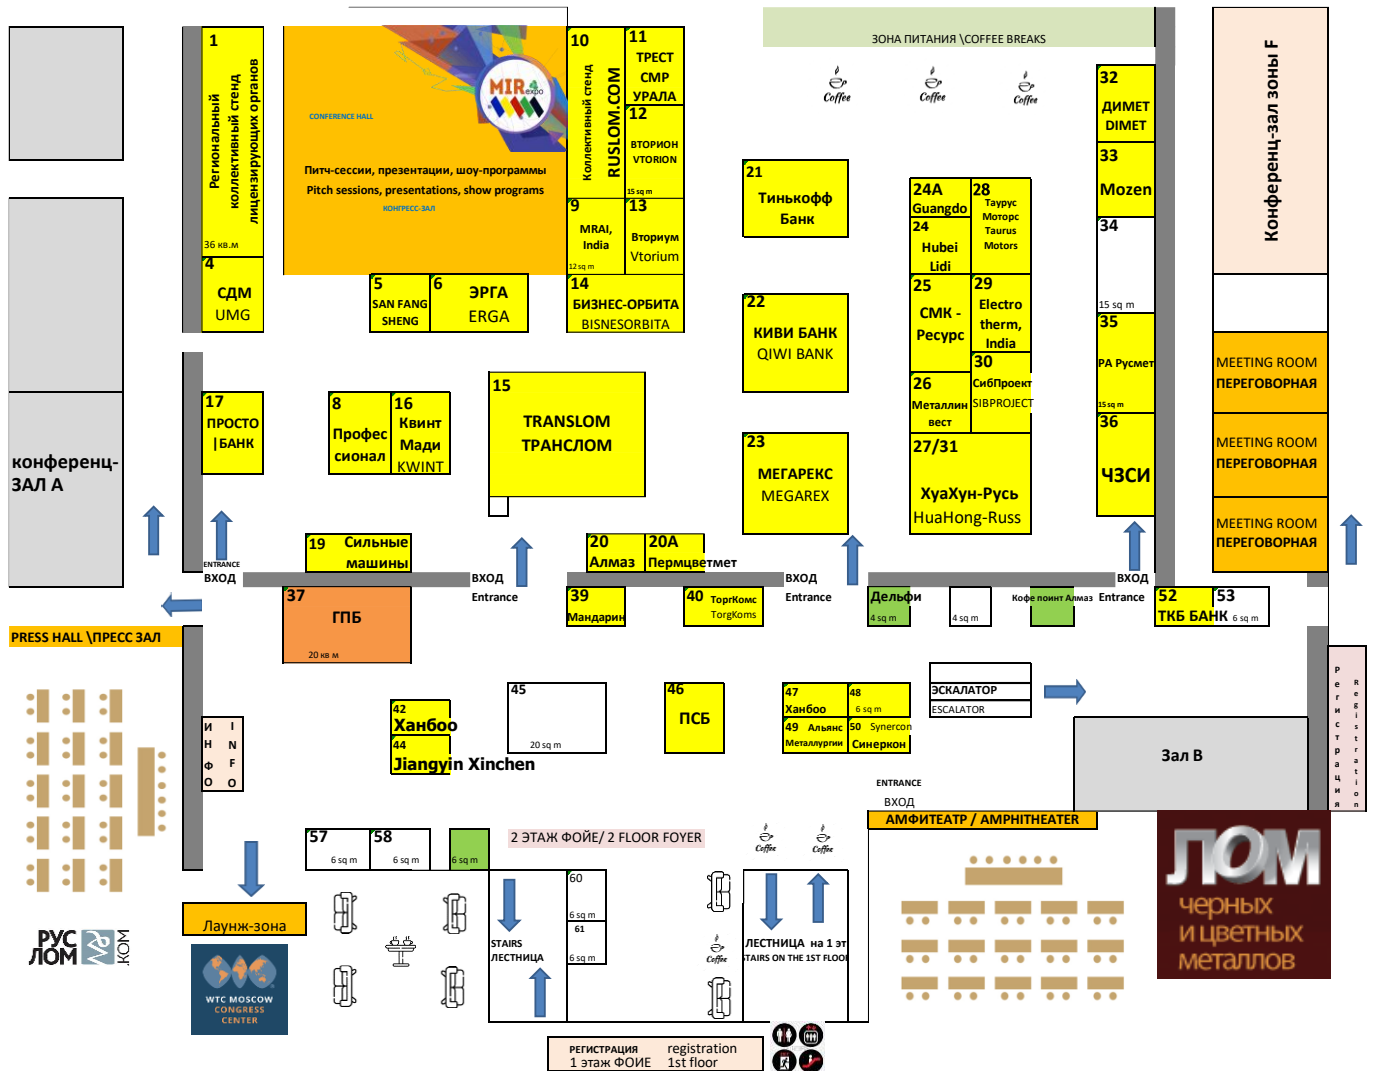 1
Региональный
коллективный стенд
лицензирующих органов
36 кв.м
4
СДМ
UMG
MIR
expo
CONFERENCE HALL
Питч-сессии, презентации, шоу-программы
Pitch sessions, presentations, show programs
КОНГРЕСС-ЗАЛ
5
SAN FANG
SHENG
6
ЭРГА
ERGA
10
Коллективный стенд
RUSLOM.COM
11
ТРЕСТ
СМР
УРАЛА
12
ВТОРИОН
VTORION
15 sq m
9
MRAI,
India
12 sq m
13
Вториум
Vtorium
14
БИЗНЕС-ОРБИТА
BISNESORBITA
ЗОНА ПИТАНИЯ \COFFEE BREAKS
Coffee
Coffee
Coffee
21
Тинькофф
Банк
22
КИВИ БАНК
QIWI BANK
23
МЕГАРЕКС
MEGAREX
24A
Guangdo
24
Hubei
Lidi
28
Таурус
Моторс
Taurus
Motors
25
СМК -
Ресурс
29
Electro
therm,
India
30
СибПроект
SIBPROJECT
26
Металлин
вест
27/31
ХуаХун-Русь
HuaHong-Russ
32
ДИМЕТ
DIMET
33
Mozen
34
15 sq m
35
РА Русмет
15 sq m
36
ЧЗСИ
Конференц-зал зоны F
MEETING ROOM
ПЕРЕГОВОРНАЯ
MEETING ROOM
ПЕРЕГОВОРНАЯ
MEETING ROOM
ПЕРЕГОВОРНАЯ
конференц-
ЗАЛ А
17
ПРОСТО
|БАНК
8
Профес
сионал
16
Квинт
Мади
KWINT
15
TRANSLOM
ТРАНСЛОМ
19
Сильные
машины
20
Алмаз
20A
Пермцветмет
ENTRANCE
ВХОД
ВХОД
Entrance
ВХОД
Entrance
ВХОД
Entrance
37
ГПБ
20 кв м
39
Мандарин
40
ТоргКомс
TorgKoms
Дельфи
4 sq m
4 sq m
Кофе поинт Алмаз
52
ТКБ БАНК
53
6 sq m
PRESS HALL \ПРЕСС ЗАЛ
ИНФО
INFO
42
Ханбоо
44
Jiangyin Xinchen
45
20 sq m
46
ПСБ
47
Ханбоо
48
6 sq m
49 Альянс
Металлургии
50 Synercon
Синеркон
ЭСКАЛАТОР
ESCALATOR
Регистрация
Registration
Зал В
ENTRANCE
ВХОД
АМФИТЕАТР / AMPHITHEATER
57
6 sq m
58
6 sq m
6 sq m
2 ЭТАЖ ФОЙЕ/ 2 FLOOR FOYER
Coffee
Coffee
Лаунж-зона
РУС
ЛОМ
.КОМ
WTC MOSCOW
CONGRESS
CENTER
STAIRS
ЛЕСТНИЦА
60
6 sq m
61
6 sq m
Coffee
ЛЕСТНИЦА на 1 эт
STAIRS ON THE 1ST FLOOR
ЛОМ
черных
и цветных
металлов
РЕГИСТРАЦИЯ registration
1 этаж ФОИЕ 1st floor